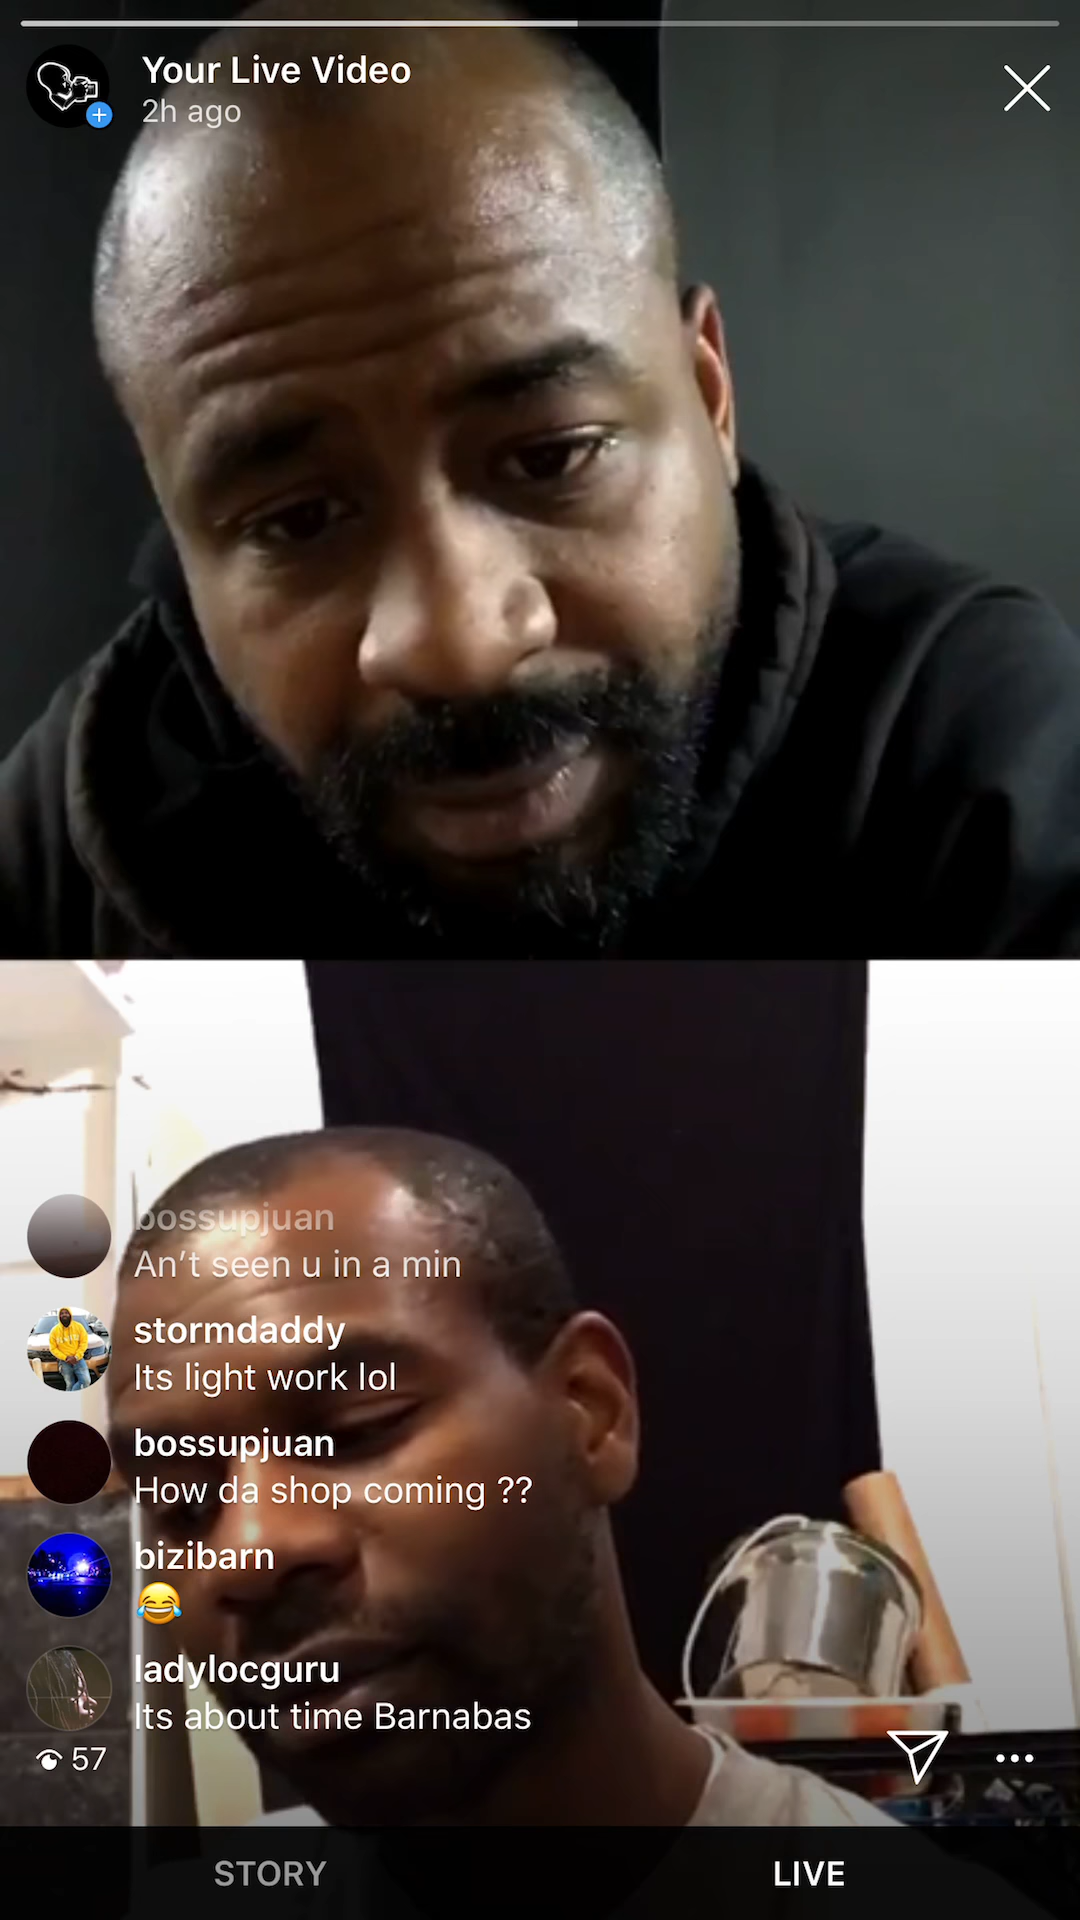 Your Live Video
2h ago
bossupjuan
An't seen u in a min
stormdaddy
Its light work lol
bossupjuan
How da shop coming ??
bizibarn
😂
ladylocguru
Its about time Barnabas
57
STORY
LIVE